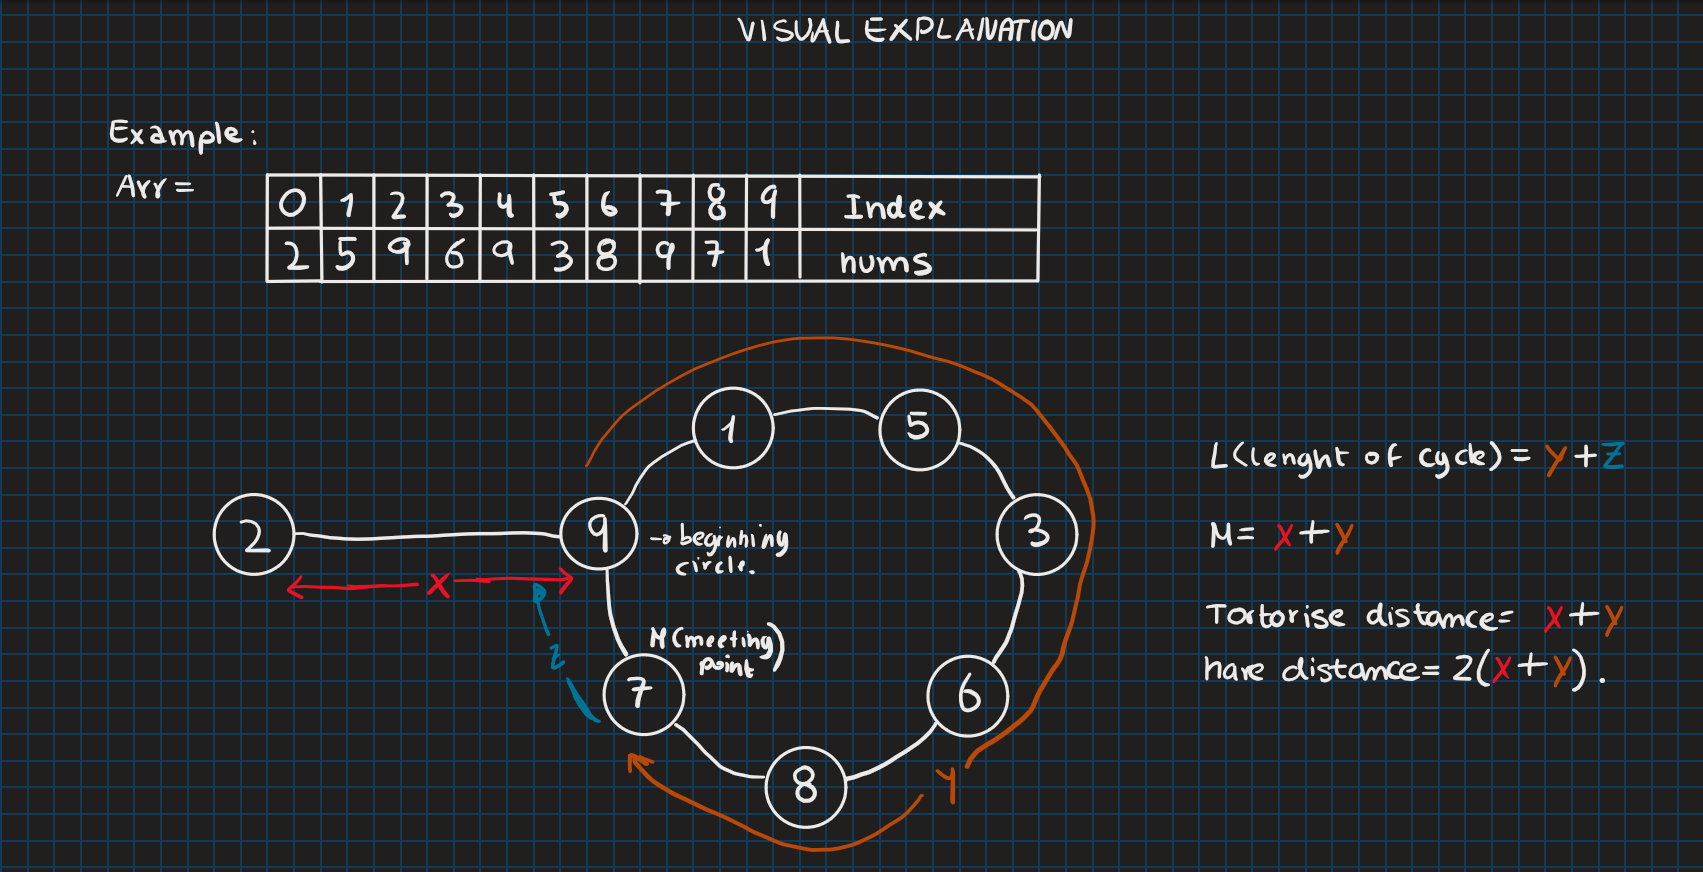 VISUAL EXPLANATION
Example:
Arr =
0 1 2 3 4 5 6 7 8 9 Index
2 5 9 6 9 3 8 9 7 1 nums
1 5
L(lenght of cycle) = y + z
2 9 → beginning 3
circle.
M = x + y
x
z
M(meeting)
point
Tortorise distance = x + y
hare distance = 2(x + y).
7 6
8 y